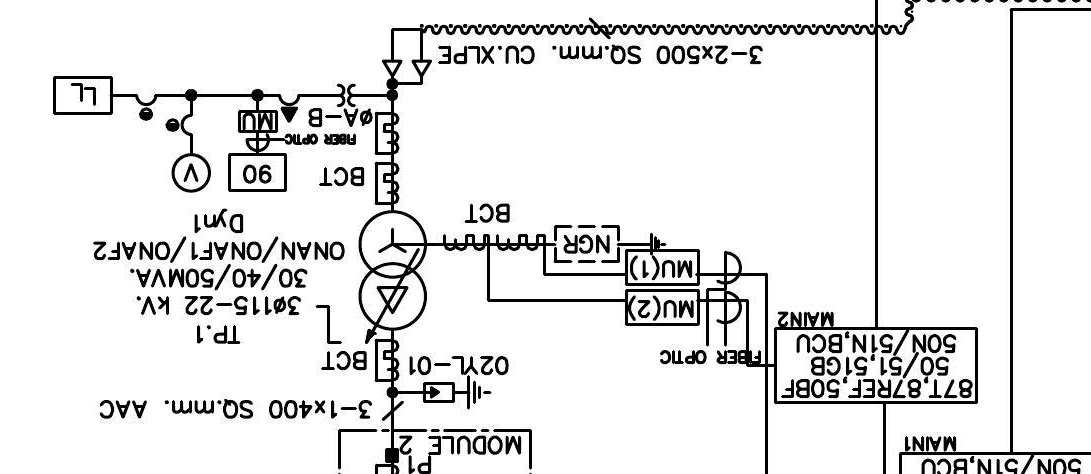 50N/51N,BCU
MAIN1
P1
MODULE 2
3-1x400 SQ.mm. AAC
87T,87REF,50BF
50/51,51GB
50N/51N,BCU
MAIN2
02YL-01
BCT
FIBER OPTIC
TP.1
3ø115-22 kV.
30/40/50MVA.
ONAN/ONAF1/ONAF2
Dyn1
MU(2)
MU(1)
NGR
BCT
BCT
90
V
FIBER OPTIC
MU
øA-B
LL
3-2x500 SQ.mm. CU.XLPE